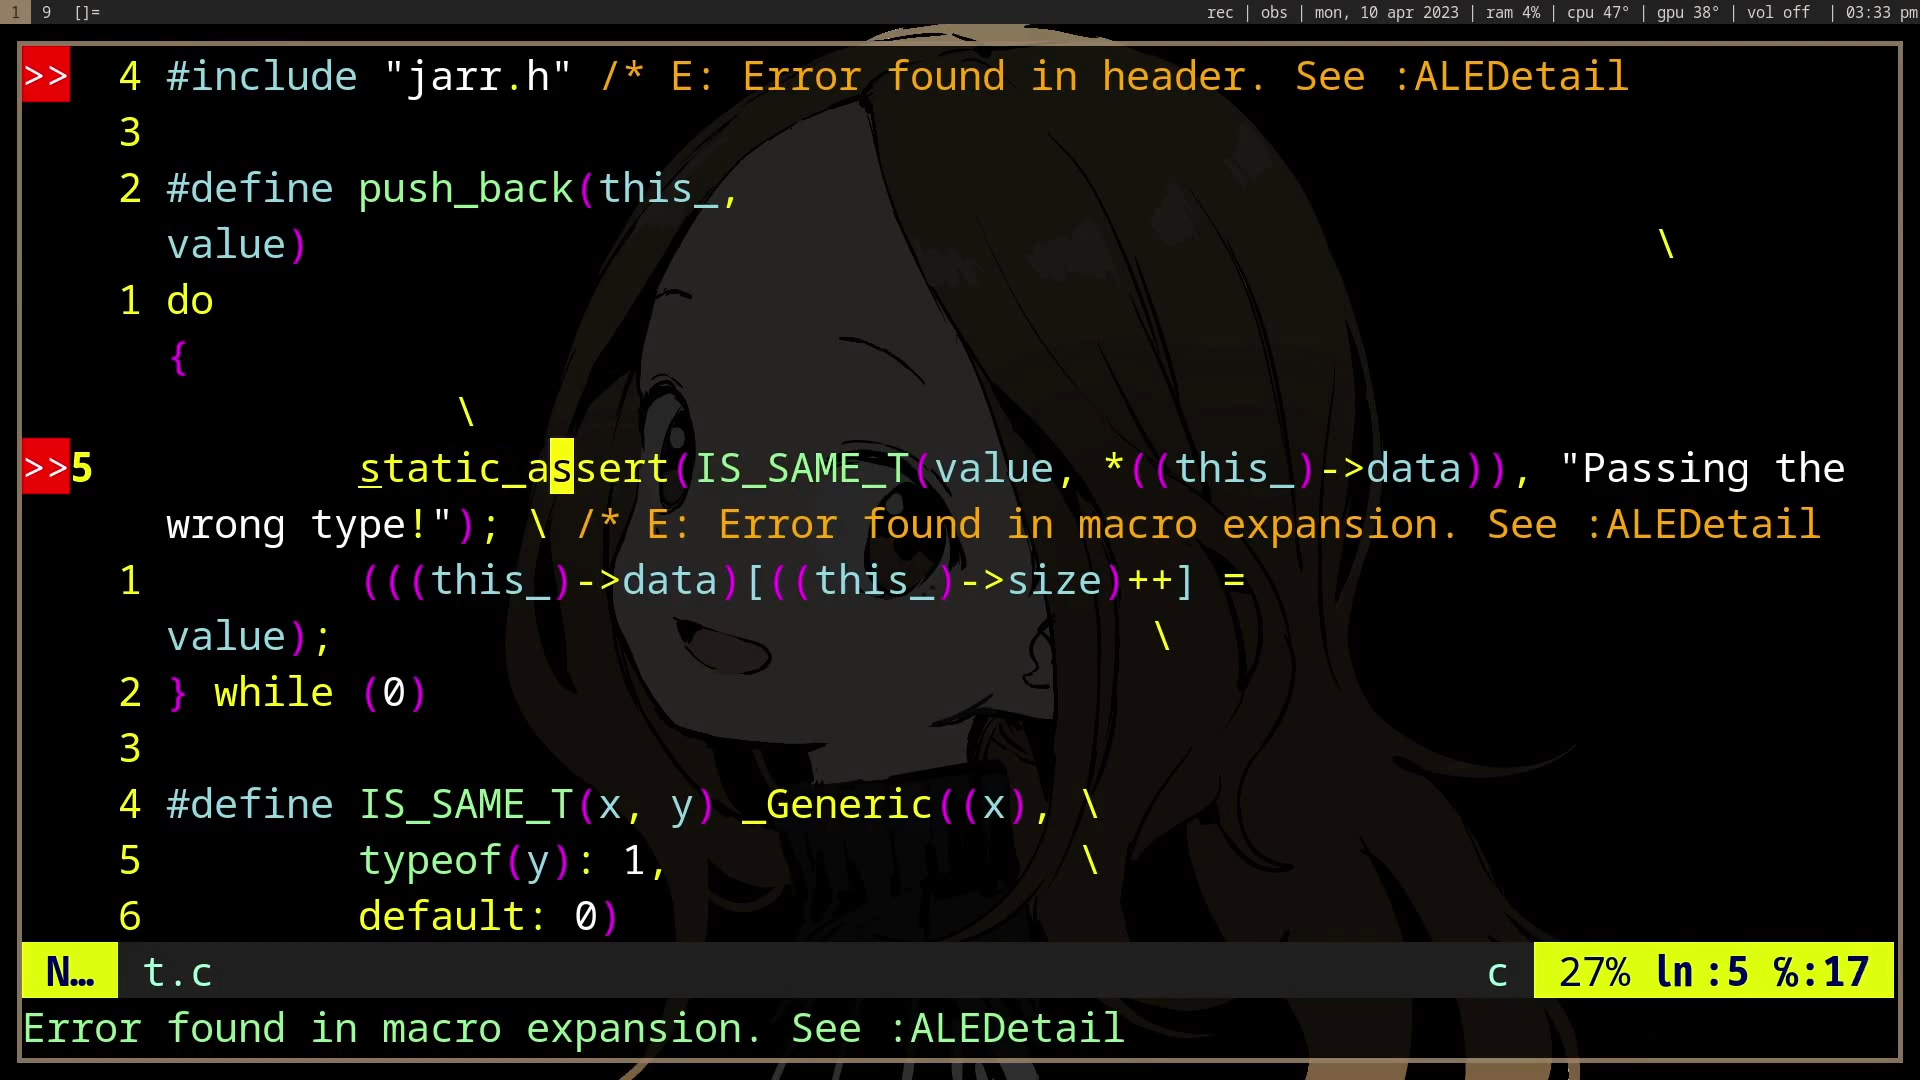 1 9 []= rec | obs | mon, 10 apr 2023 | ram 4% | cpu 47° | gpu 38° | vol off | 03:33 pm
>> 4 #include "jarr.h" /* E: Error found in header. See :ALEDetail
3
2 #define push_back(this_,
value) \
1 do
{
\
>>5 static_assert(IS_SAME_T(value, *((this_)->data)), "Passing the
wrong type!"); \ /* E: Error found in macro expansion. See :ALEDetail
1 (((this_)->data)[((this_)->size)++] =
value); \
2 } while (0)
3
4 #define IS_SAME_T(x, y) _Generic((x), \
5 typeof(y): 1, \
6 default: 0)
N… t.c c 27% ln :5 ℅:17
Error found in macro expansion. See :ALEDetail